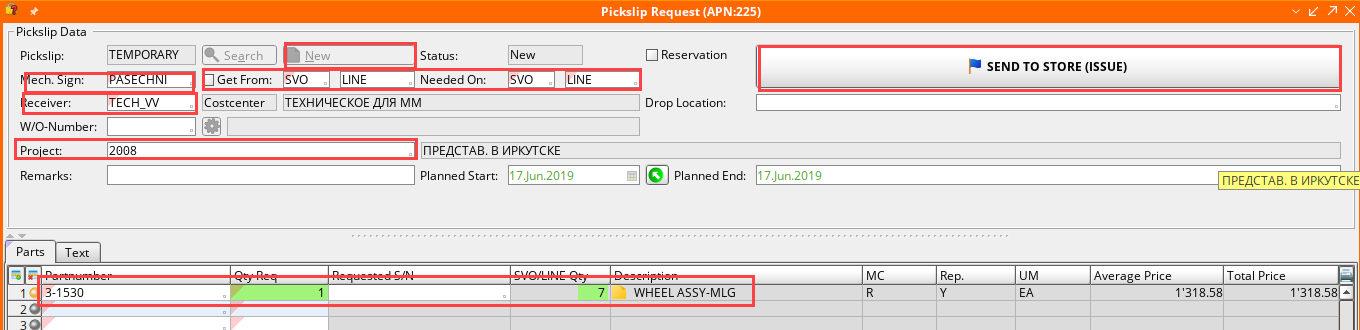 Pickslip Request (APN:225)
Pickslip Data
Pickslip: TEMPORARY Search New Status: New Reservation
SEND TO STORE (ISSUE)
Mech. Sign: PASECHNI Get From: SVO LINE Needed On: SVO LINE
Receiver: TECH_VV Costcenter ТЕХНИЧЕСКОЕ ДЛЯ ММ Drop Location:
W/O-Number:
Project: 2008 ПРЕДСТАВ. В ИРКУТСКЕ
Remarks: Planned Start: 17.Jun.2019 Planned End: 17.Jun.2019
ПРЕДСТАВ. В ИРКУТСКЕ
Parts Text
Partnumber Qty Req Requested S/N SVO/LINE Qty Description MC Rep. UM Average Price Total Price
1 3-1530 1 7 WHEEL ASSY-MLG R Y EA 1'318.58 1'318.58
2
3